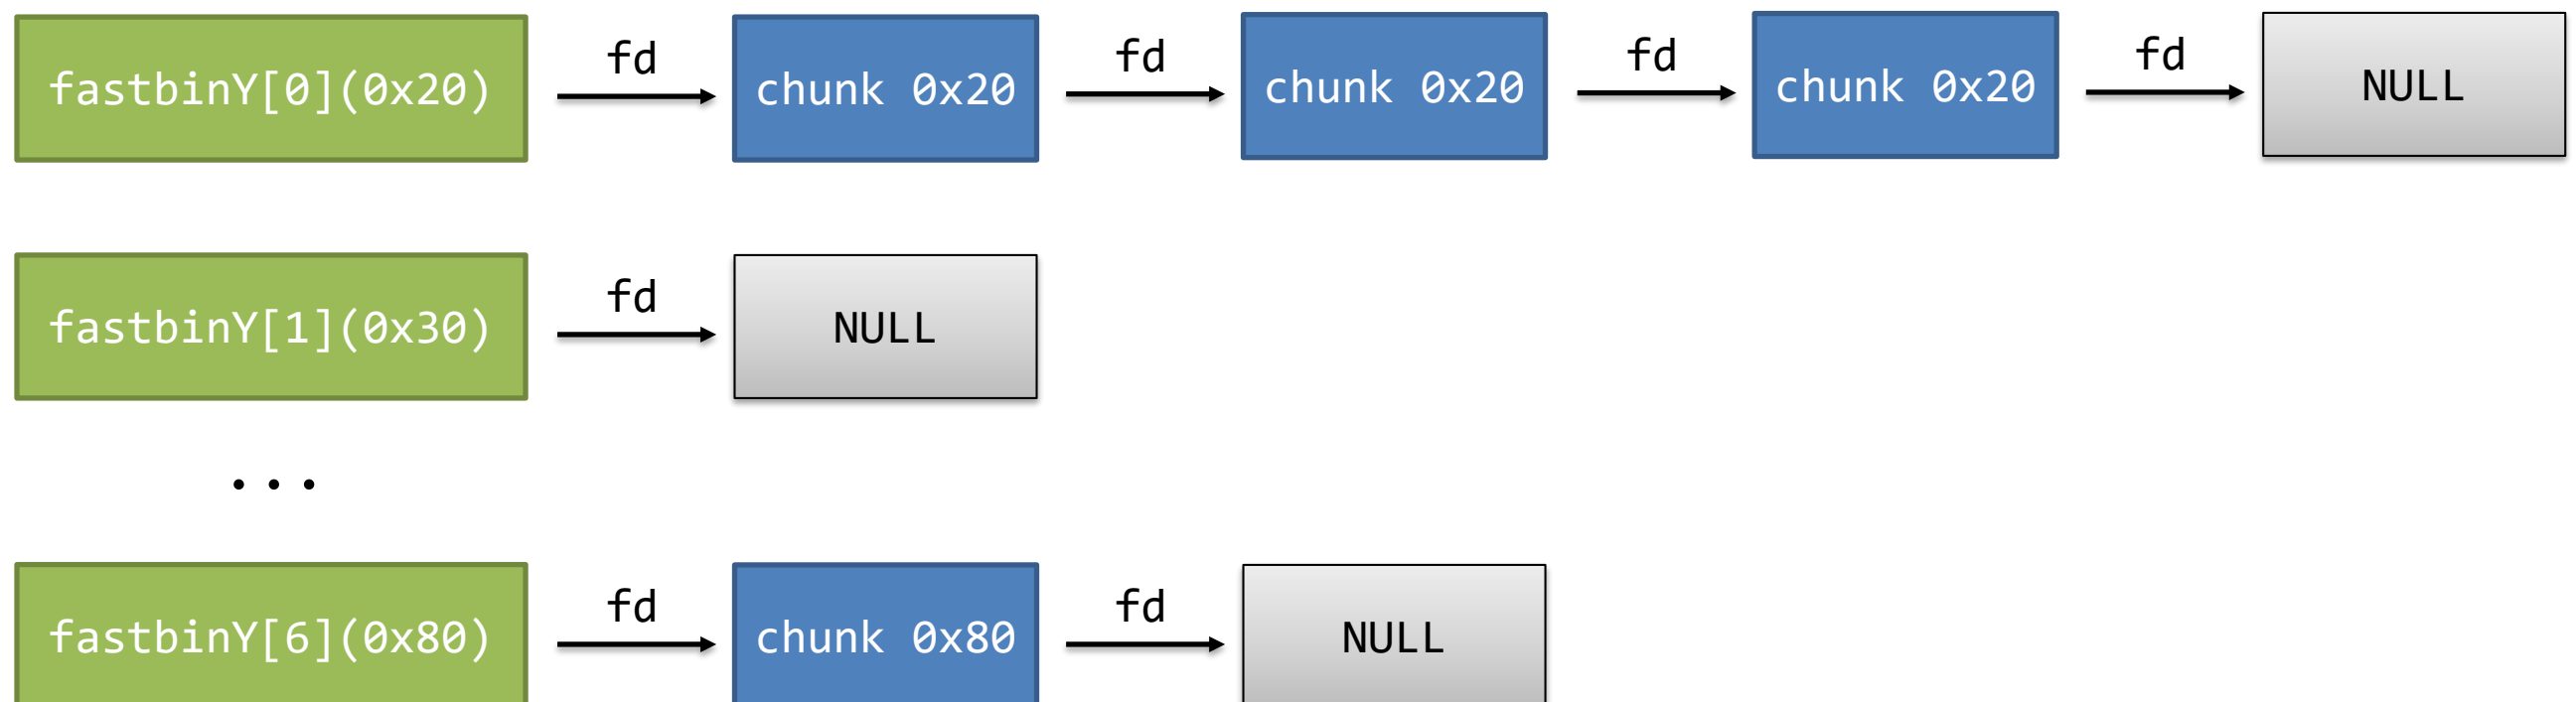 fd fd fd fd
fastbinY[0](0x20) chunk 0x20 chunk 0x20 chunk 0x20 NULL
fd
fastbinY[1](0x30) NULL
...
fd fd
fastbinY[6](0x80) chunk 0x80 NULL